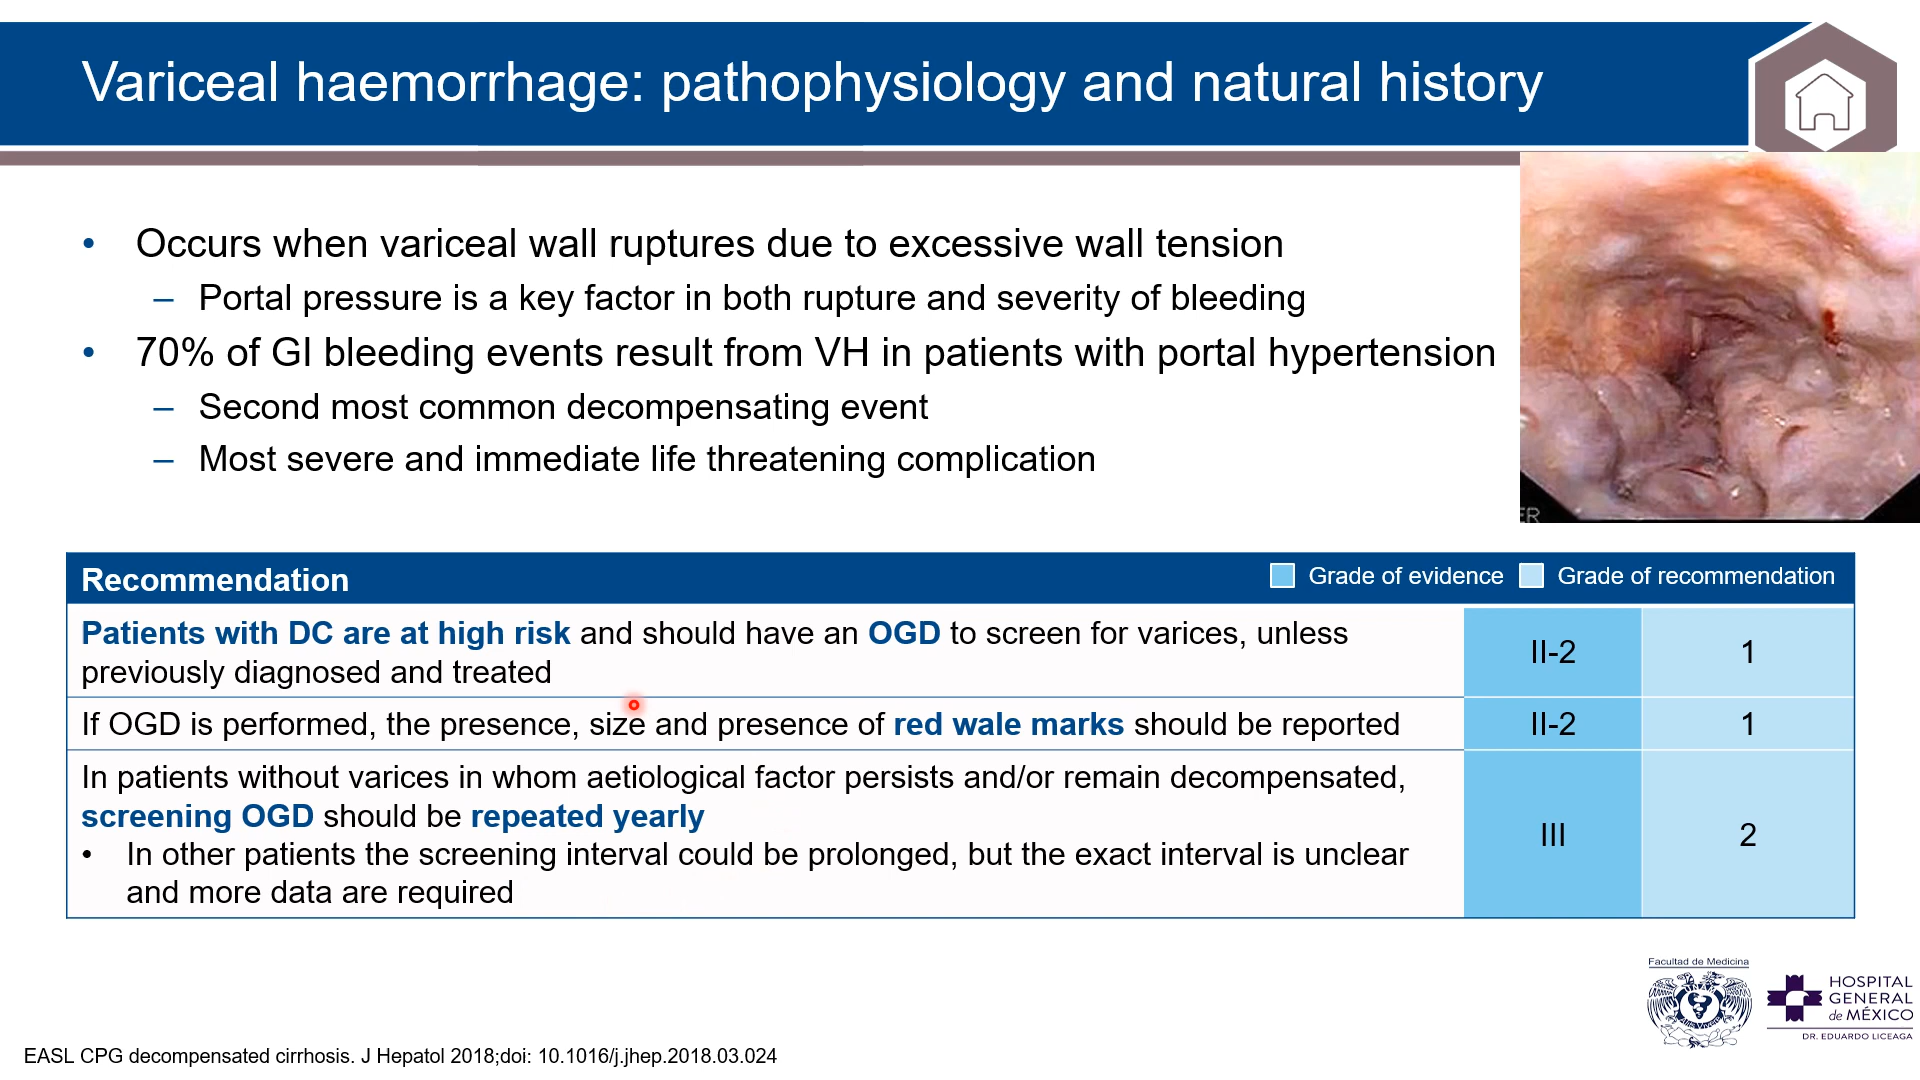 Variceal haemorrhage: pathophysiology and natural history
• Occurs when variceal wall ruptures due to excessive wall tension
– Portal pressure is a key factor in both rupture and severity of bleeding
• 70% of GI bleeding events result from VH in patients with portal hypertension
– Second most common decompensating event
– Most severe and immediate life threatening complication
ER
Recommendation Grade of evidence Grade of recommendation
Patients with DC are at high risk and should have an OGD to screen for varices, unless
previously diagnosed and treated
II-2 1
If OGD is performed, the presence, size and presence of red wale marks should be reported II-2 1
In patients without varices in whom aetiological factor persists and/or remain decompensated,
screening OGD should be repeated yearly
• In other patients the screening interval could be prolonged, but the exact interval is unclear
and more data are required
III 2
Facultad de Medicina
HOSPITAL
GENERAL
de MÉXICO
DR. EDUARDO LICEAGA
EASL CPG decompensated cirrhosis. J Hepatol 2018;doi: 10.1016/j.jhep.2018.03.024